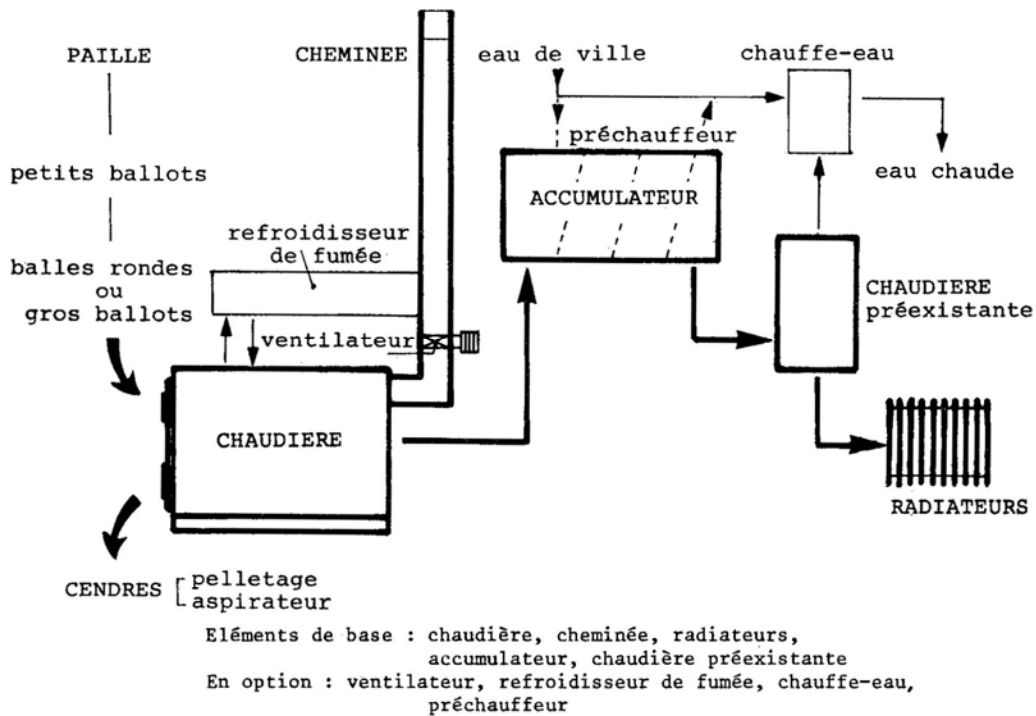 PAILLE
CHEMINEE
eau de ville
chauffe-eau
préchauffeur
petits ballots
ACCUMULATEUR
eau chaude
refroidisseur
de fumée
balles rondes
ou
gros ballots
CHAUDIERE
préexistante
ventilateur
CHAUDIERE
RADIATEURS
CENDRES
pelletage
aspirateur
Eléments de base : chaudière, cheminée, radiateurs,
accumulateur, chaudière préexistante
En option : ventilateur, refroidisseur de fumée, chauffe-eau,
préchauffeur